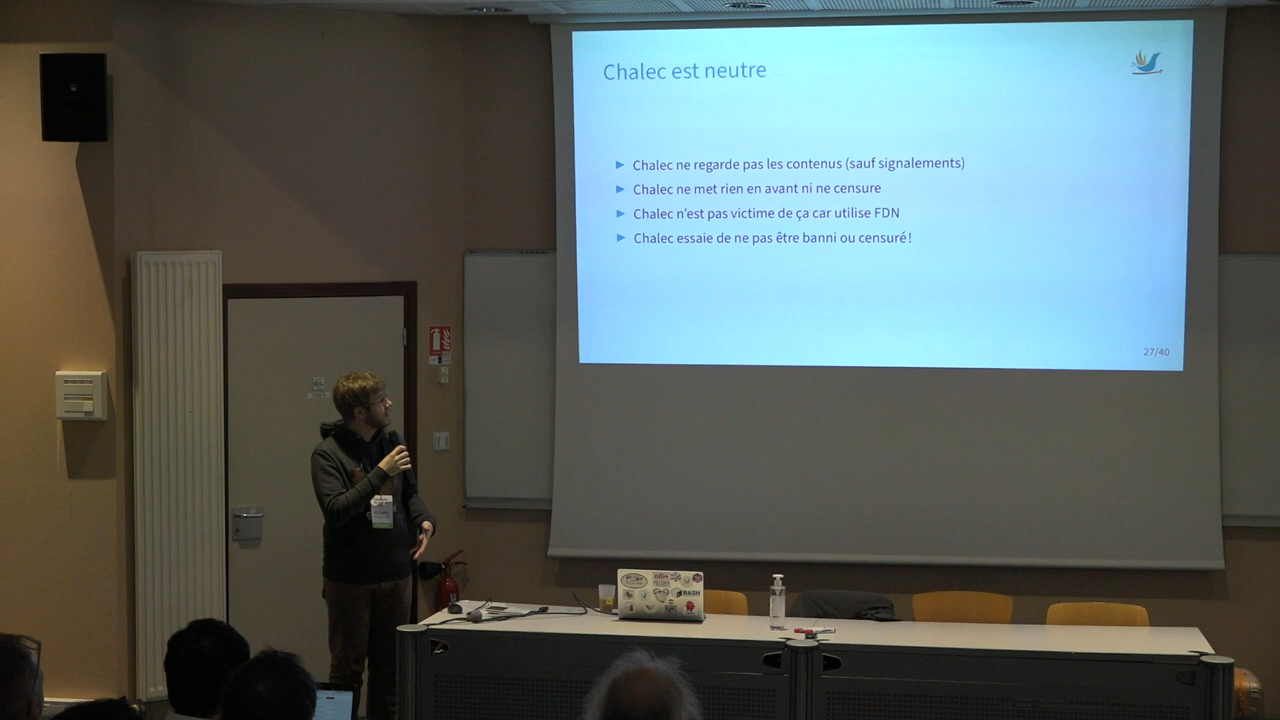 Chalec est neutre
Chalec ne regarde pas les contenus (sauf signalements)
Chalec ne met rien en avant ni ne censure
Chalec n'est pas victime de ça car utilise FDN
Chalec essaie de ne pas être banni ou censuré !
27/40
BASH